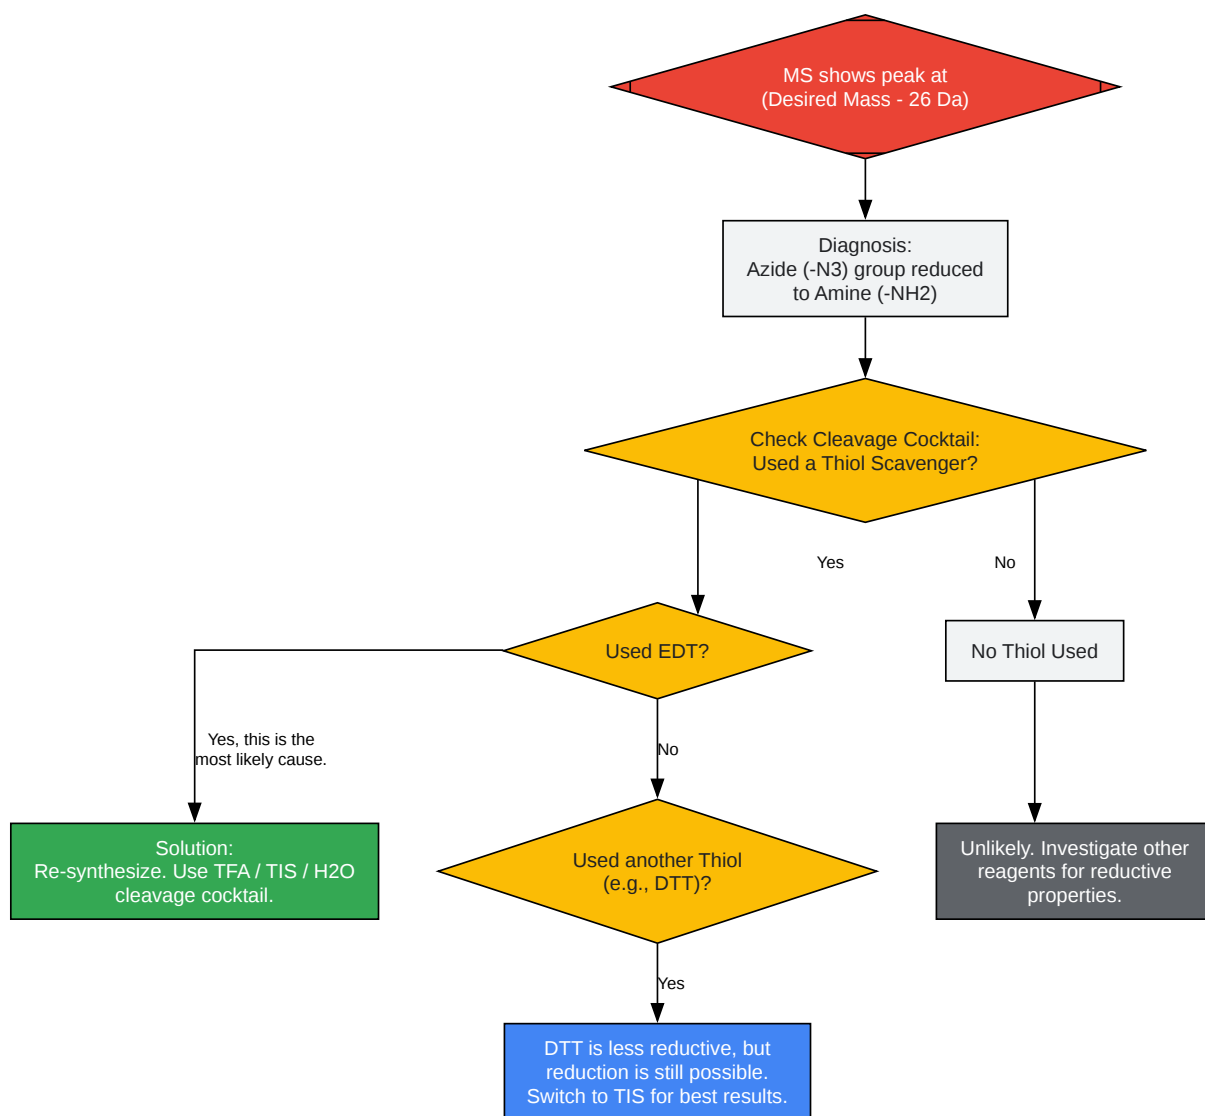 MS shows peak at
(Desired Mass - 26 Da)
Diagnosis:
Azide (-N3) group reduced
to Amine (-NH2)
Check Cleavage Cocktail:
Used a Thiol Scavenger?
Yes
No
Used EDT?
No Thiol Used
Yes, this is the
most likely cause.
No
Solution:
Re-synthesize. Use TFA / TIS / H2O
cleavage cocktail.
Used another Thiol
(e.g., DTT)?
Unlikely. Investigate other
reagents for reductive
properties.
Yes
DTT is less reductive, but
reduction is still possible.
Switch to TIS for best results.